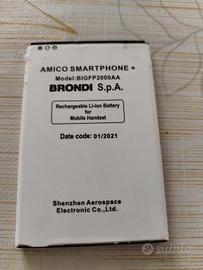 AMICO SMARTPHONE +
Model:BIGFP2000AA
BRONDI S.p.A.
Rechargeable Li-ion Battery
for
Mobile Handset
Date code: 01/2021
Shenzhen Aerospace
Electronic Co.,Ltd.
subito